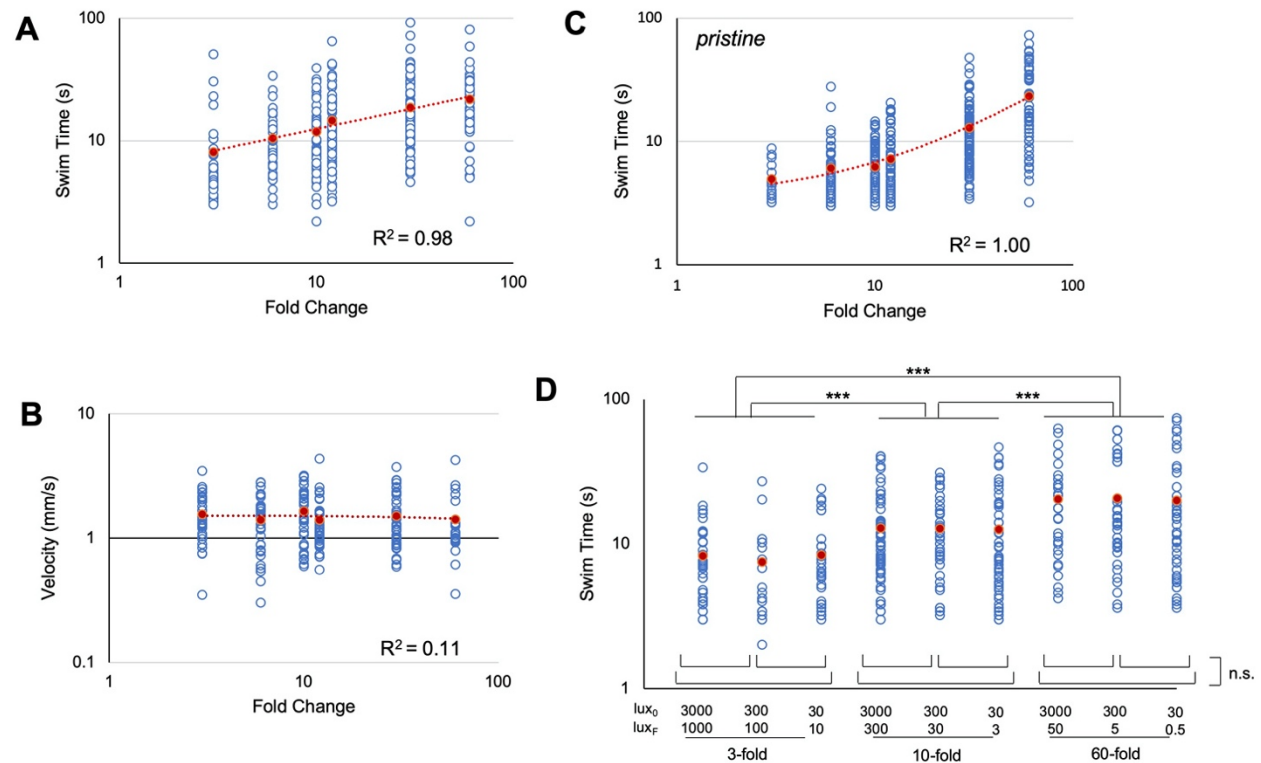 A
100
10
1
Swim Time (s)
R² = 0.98
1 10 100
Fold Change
C
pristine
100
10
1
Swim Time (s)
R² = 1.00
1 10 100
Fold Change
B
10
1
0.1
Velocity (mm/s)
R² = 0.11
1 10 100
Fold Change
D
100
10
1
Swim Time (s)
***
*** ***
n.s.
lux₀ 3000 300 30 3000 300 30 3000 300 30
luxF 1000 100 10 300 30 3 50 5 0.5
3-fold 10-fold 60-fold